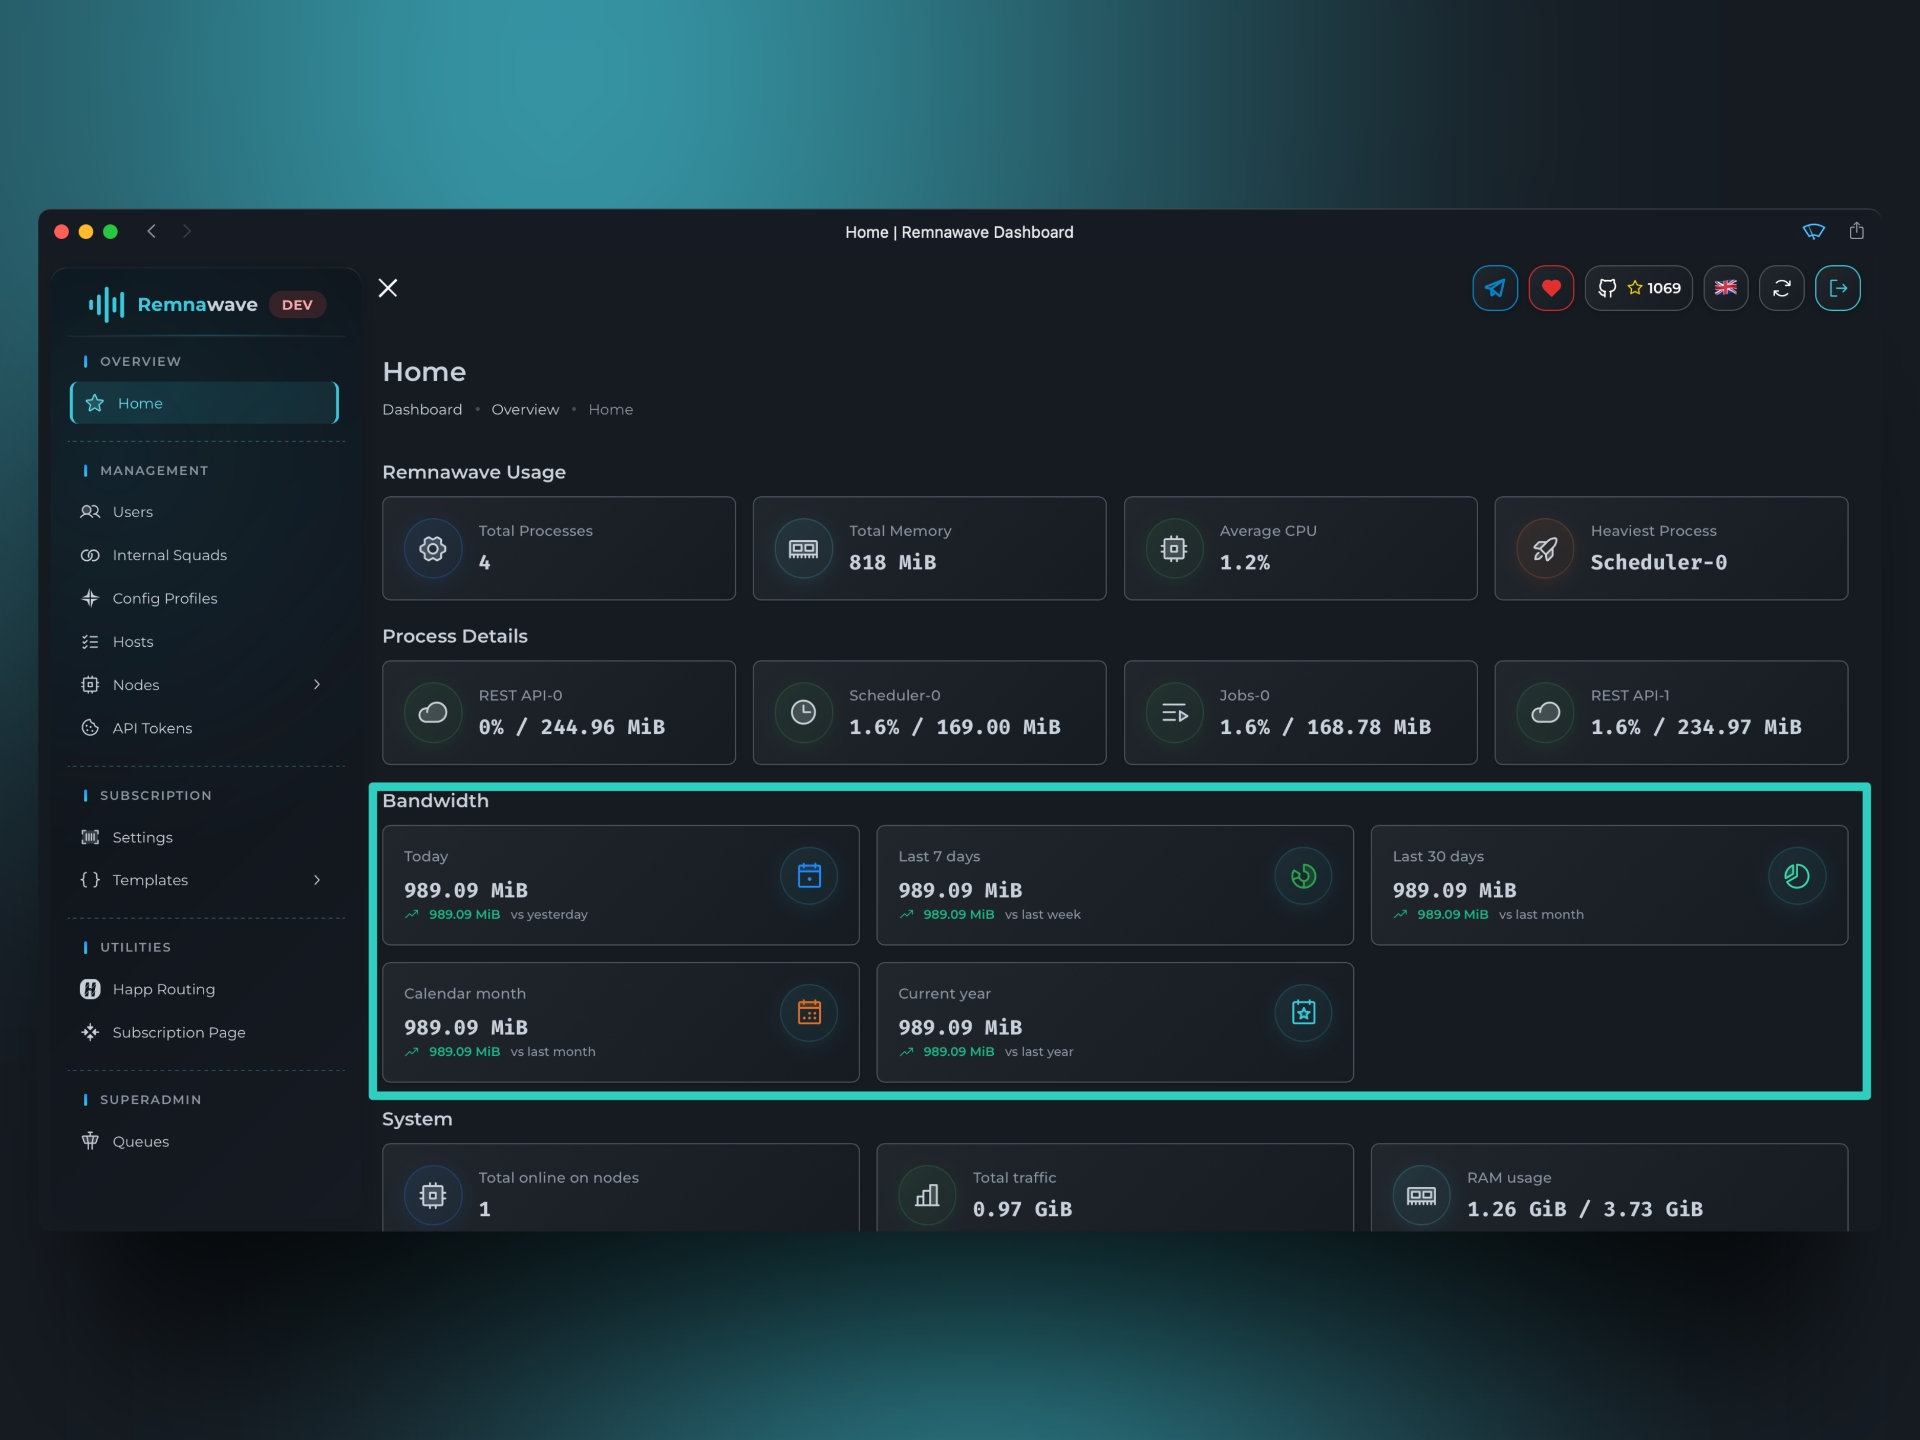 Home | Remnawave Dashboard
Remnawave DEV
1069
OVERVIEW
Home
MANAGEMENT
Users
Internal Squads
Config Profiles
Hosts
Nodes
API Tokens
SUBSCRIPTION
Settings
Templates
UTILITIES
Happ Routing
Subscription Page
SUPERADMIN
Queues
Home
Dashboard • Overview • Home
Remnawave Usage
Total Processes
4
Total Memory
818 MiB
Average CPU
1.2%
Heaviest Process
Scheduler-0
Process Details
REST API-0
0% / 244.96 MiB
Scheduler-0
1.6% / 169.00 MiB
Jobs-0
1.6% / 168.78 MiB
REST API-1
1.6% / 234.97 MiB
Bandwidth
Today
989.09 MiB
989.09 MiB vs yesterday
Last 7 days
989.09 MiB
989.09 MiB vs last week
Last 30 days
989.09 MiB
989.09 MiB vs last month
Calendar month
989.09 MiB
989.09 MiB vs last month
Current year
989.09 MiB
989.09 MiB vs last year
System
Total online on nodes
1
Total traffic
0.97 GiB
RAM usage
1.26 GiB / 3.73 GiB